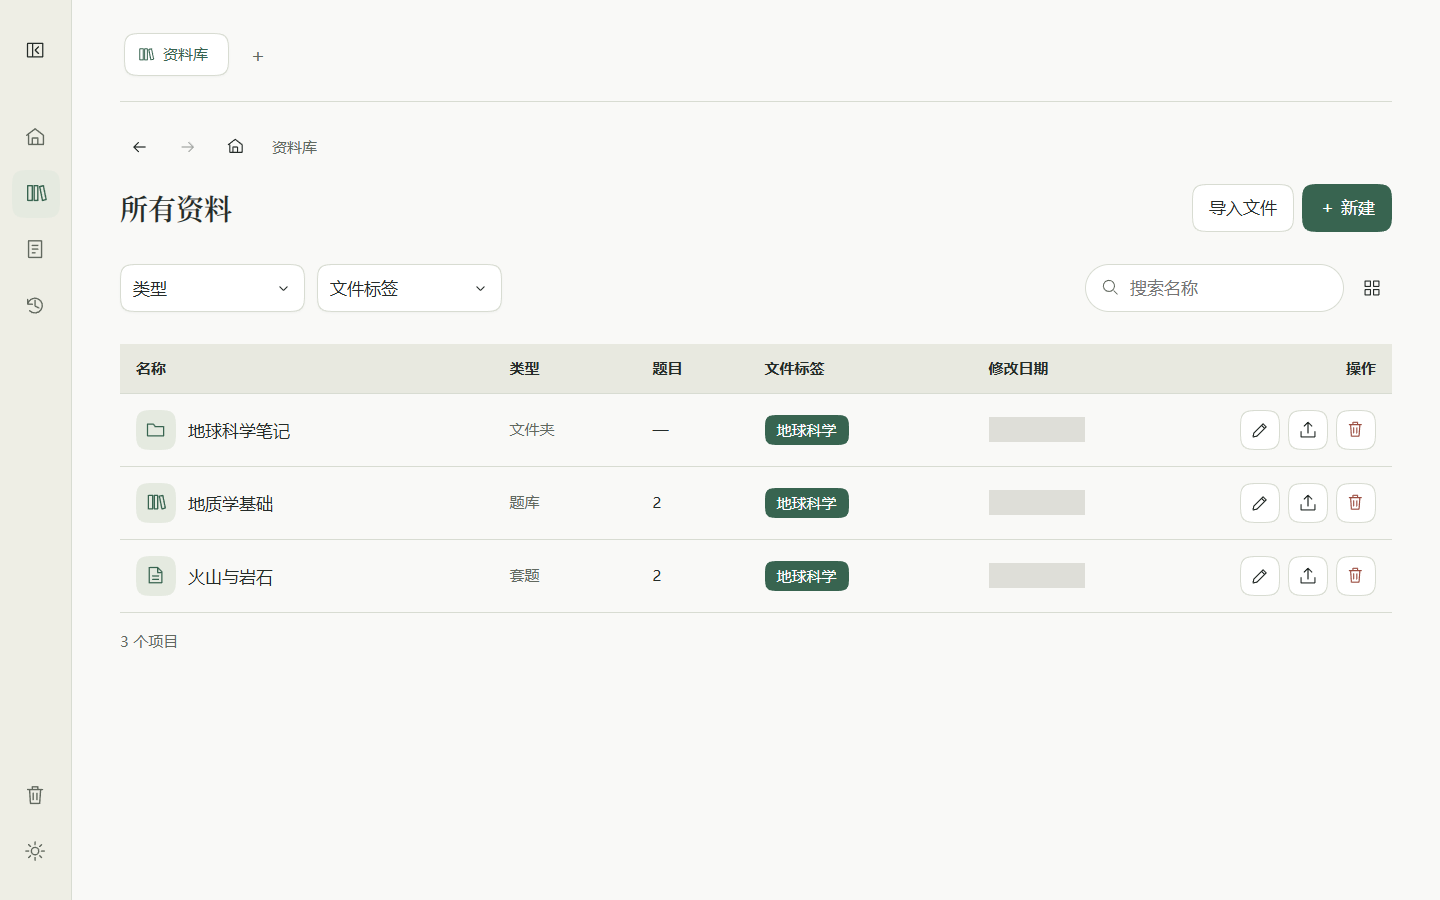 资料库 +
资料库
所有资料
导入文件
+ 新建
类型
文件标签
搜索名称
名称 类型 题目 文件标签 修改日期 操作
地球科学笔记 文件夹 — 地球科学
地质学基础 题库 2 地球科学
火山与岩石 套题 2 地球科学
3 个项目